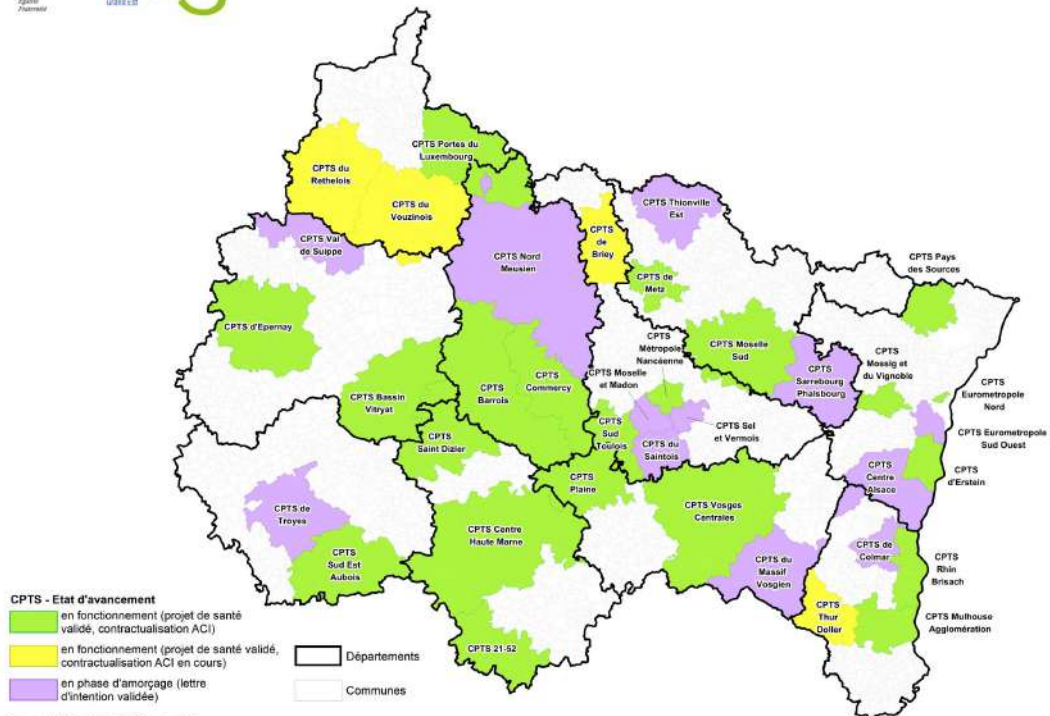 Égalité
Fraternité
Grand Est
CPTS Portes du
Luxembourg
CPTS du
Rethelois
CPTS du
Vouzinois
CPTS Thionville
Est
CPTS Val
de Suippe
CPTS
de
Briey
CPTS Nord
Meusien
CPTS Pays
des Sources
CPTS de
Metz
CPTS d'Epernay
CPTS
Métropole
Nancéenne
CPTS Moselle
Sud
CPTS
Mossig et
du Vignoble
CPTS
Sarrebourg
Phalsbourg
CPTS Moselle
et Madon
CPTS
Commercy
CPTS
Barrois
CPTS
Eurometropole
Nord
CPTS Bassin
Vitryat
CPTS
Sud
Toulois
CPTS Sel
et Vermois
CPTS Eurometropole
Sud Ouest
CPTS
Saint Dizier
CPTS du
Saintois
CPTS
Centre
Alsace
CPTS
d'Erstein
CPTS
Plaine
CPTS de
Troyes
CPTS Vosges
Centrales
CPTS Centre
Haute Marne
CPTS de
Colmar
CPTS
Sud Est
Aubois
CPTS du
Massif
Vosgien
CPTS
Rhin
Brisach
CPTS
Thur
Doller
CPTS Mulhouse
Agglomération
CPTS 21-52
CPTS - Etat d'avancement
en fonctionnement (projet de santé
validé, contractualisation ACI)
en fonctionnement (projet de santé validé,
contractualisation ACI en cours)
en phase d'amorçage (lettre
d'intention validée)
Départements
Communes